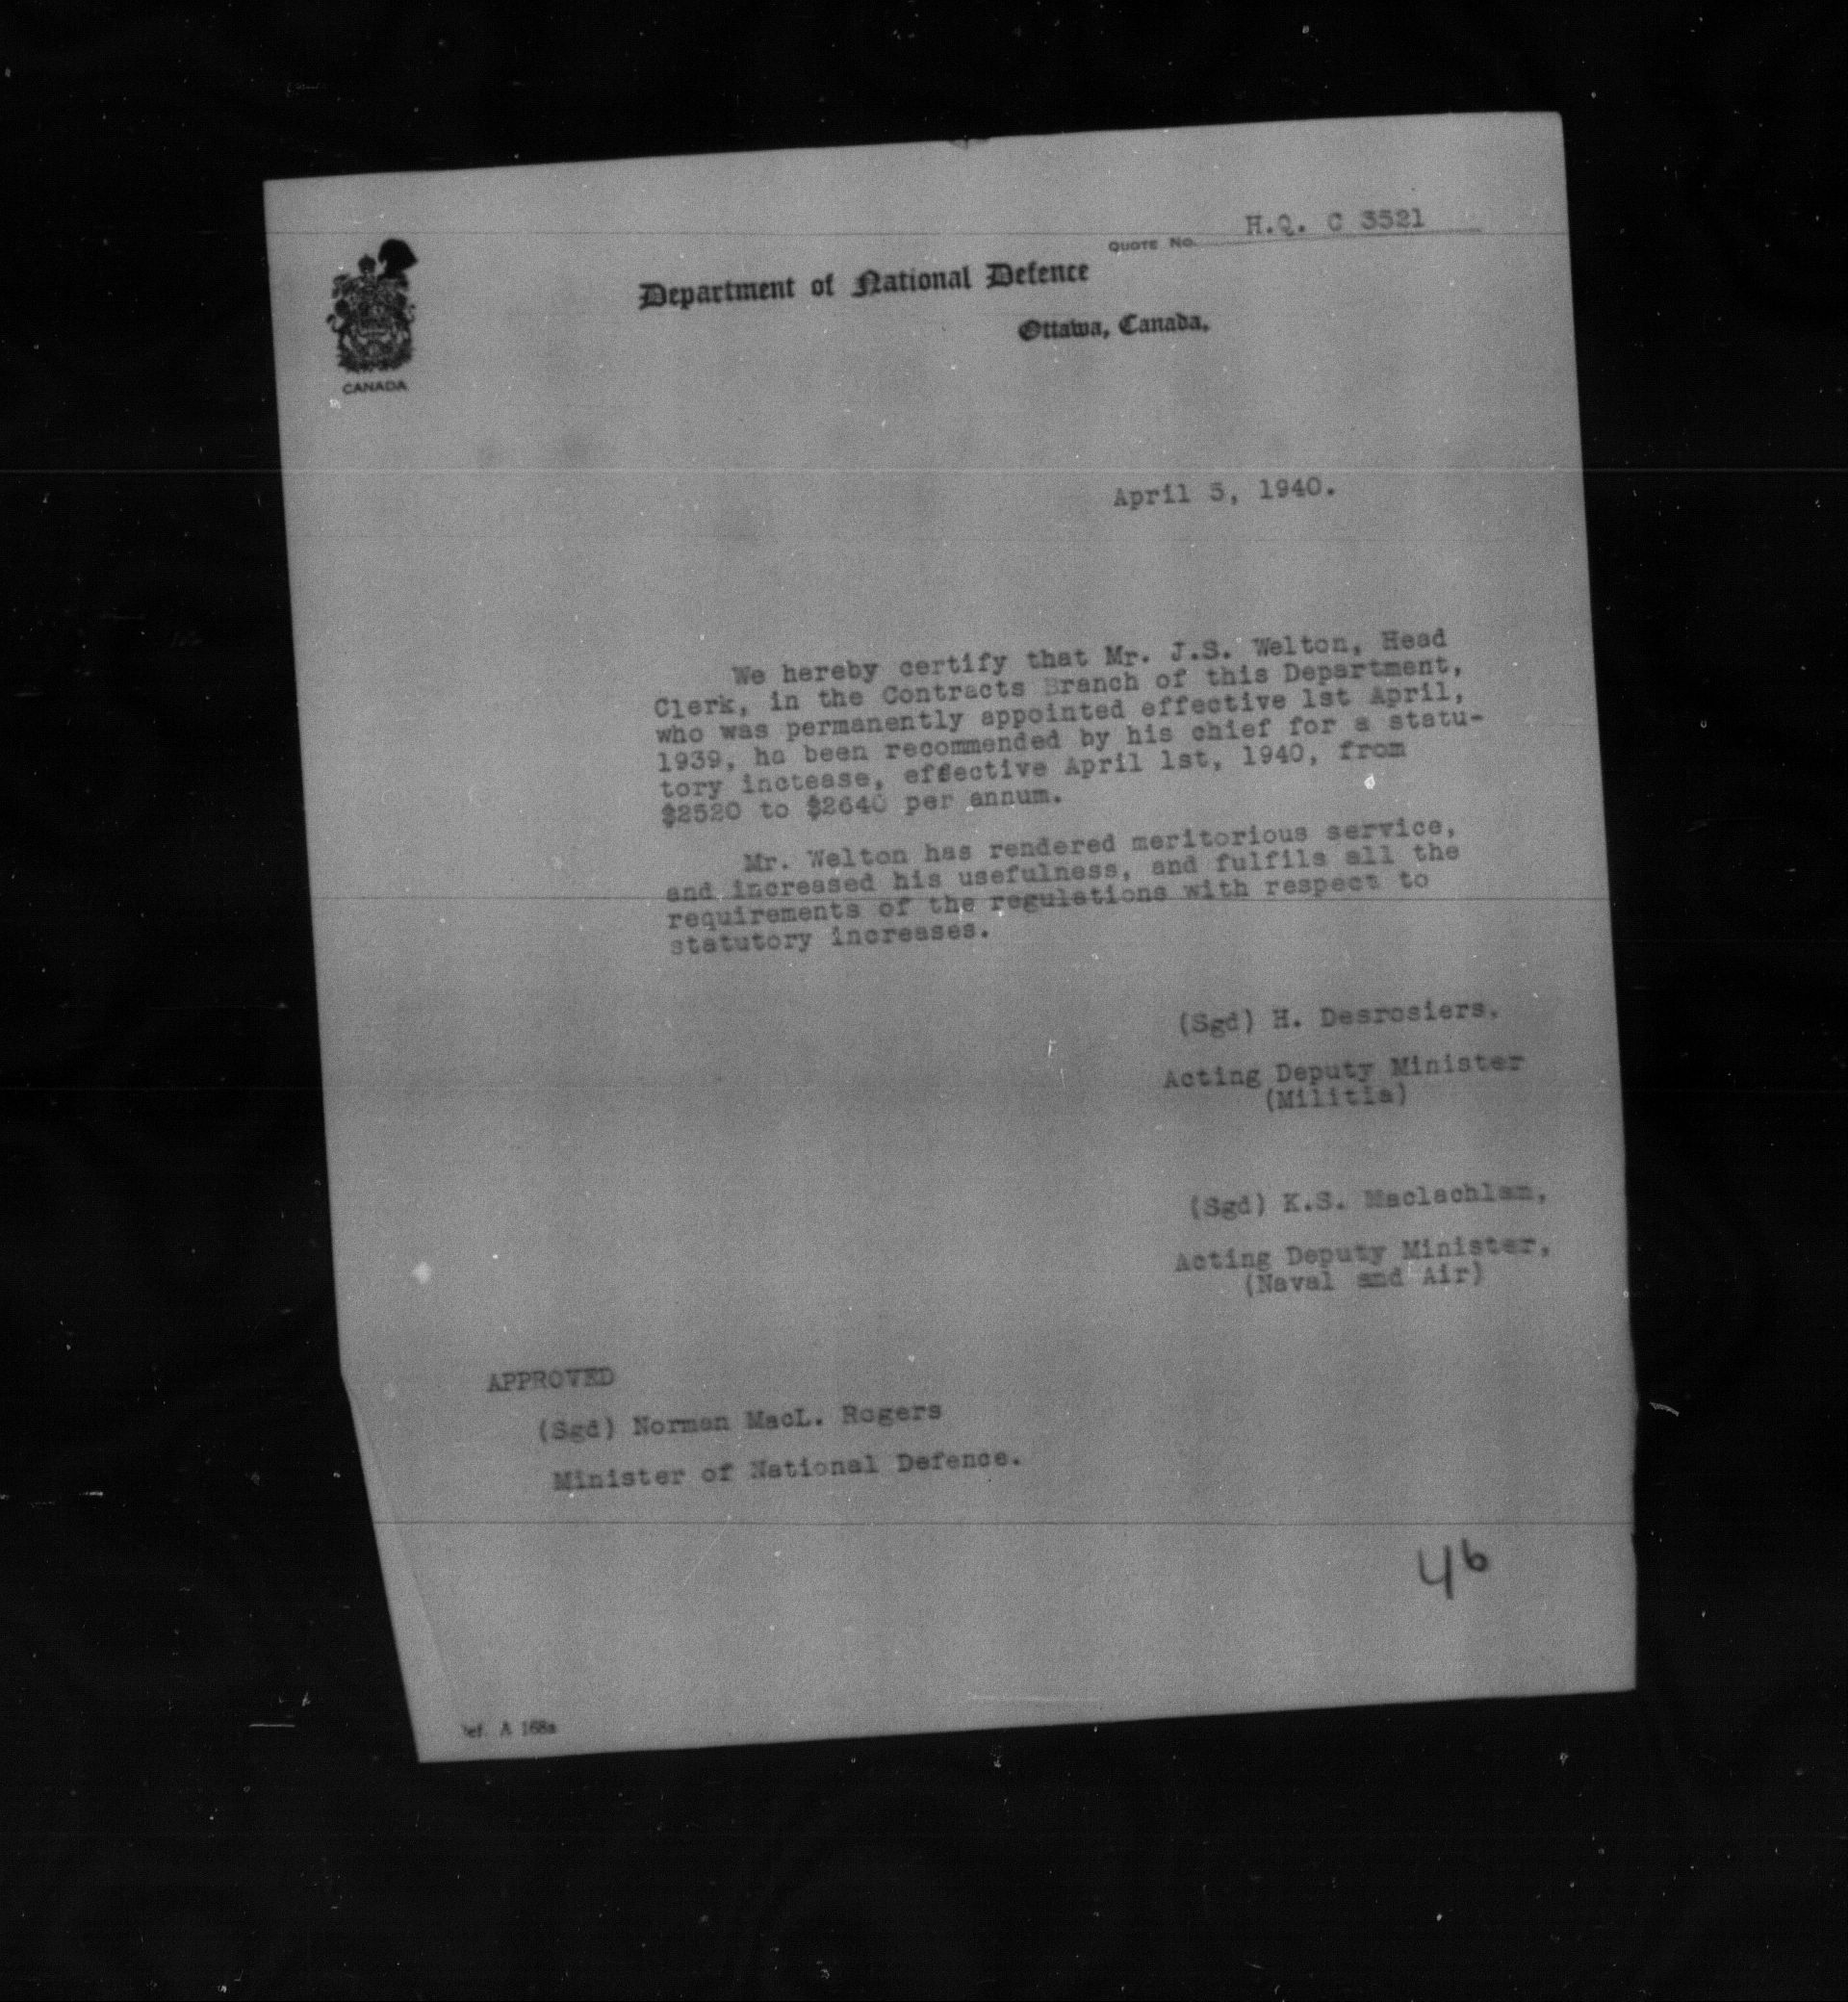 H.Q. C 3521
QUOTE No.
Department of National Defence
Ottawa, Canada,
CANADA
April 3, 1940.
We hereby certify that Mr. J.S. Welton, Head
Clerk, in the Contracts Branch of this Department,
who was permanently appointed effective 1st April,
1939, ha been recommended by his chief for a statu-
tory inctease, effective April 1st, 1940, from
$2520 to $2640 per annum.
Mr. Welton has rendered meritorious service,
and increased his usefulness, and fulfils all the
requirements of the regulations with respect to
statutory increases.
(Sgd) H. Desrosiers.
Acting Deputy Minister
(Militia)
(Sgd) K.S. Maclachlan,
Acting Deputy Minister,
(Naval and Air)
APPROVED
(Sgd) Norman MacL. Rogers
Minister of National Defence.
46
ef. A 168a